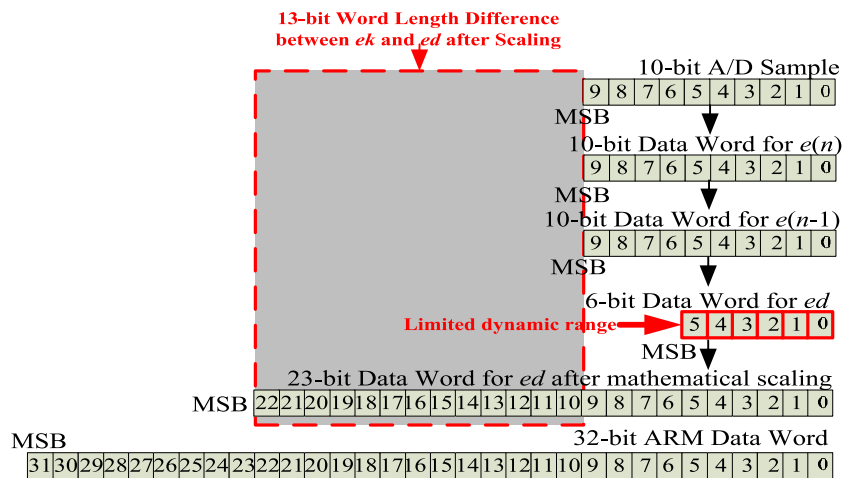 13-bit Word Length Difference
between ek and ed after Scaling
10-bit A/D Sample
9 8 7 6 5 4 3 2 1 0
MSB
10-bit Data Word for e(n)
9 8 7 6 5 4 3 2 1 0
MSB
10-bit Data Word for e(n-1)
9 8 7 6 5 4 3 2 1 0
MSB
6-bit Data Word for ed
Limited dynamic range
5 4 3 2 1 0
MSB
23-bit Data Word for ed after mathematical scaling
MSB 22 21 20 19 18 17 16 15 14 13 12 11 10 9 8 7 6 5 4 3 2 1 0
MSB
32-bit ARM Data Word
31 30 29 28 27 26 25 24 23 22 21 20 19 18 17 16 15 14 13 12 11 10 9 8 7 6 5 4 3 2 1 0